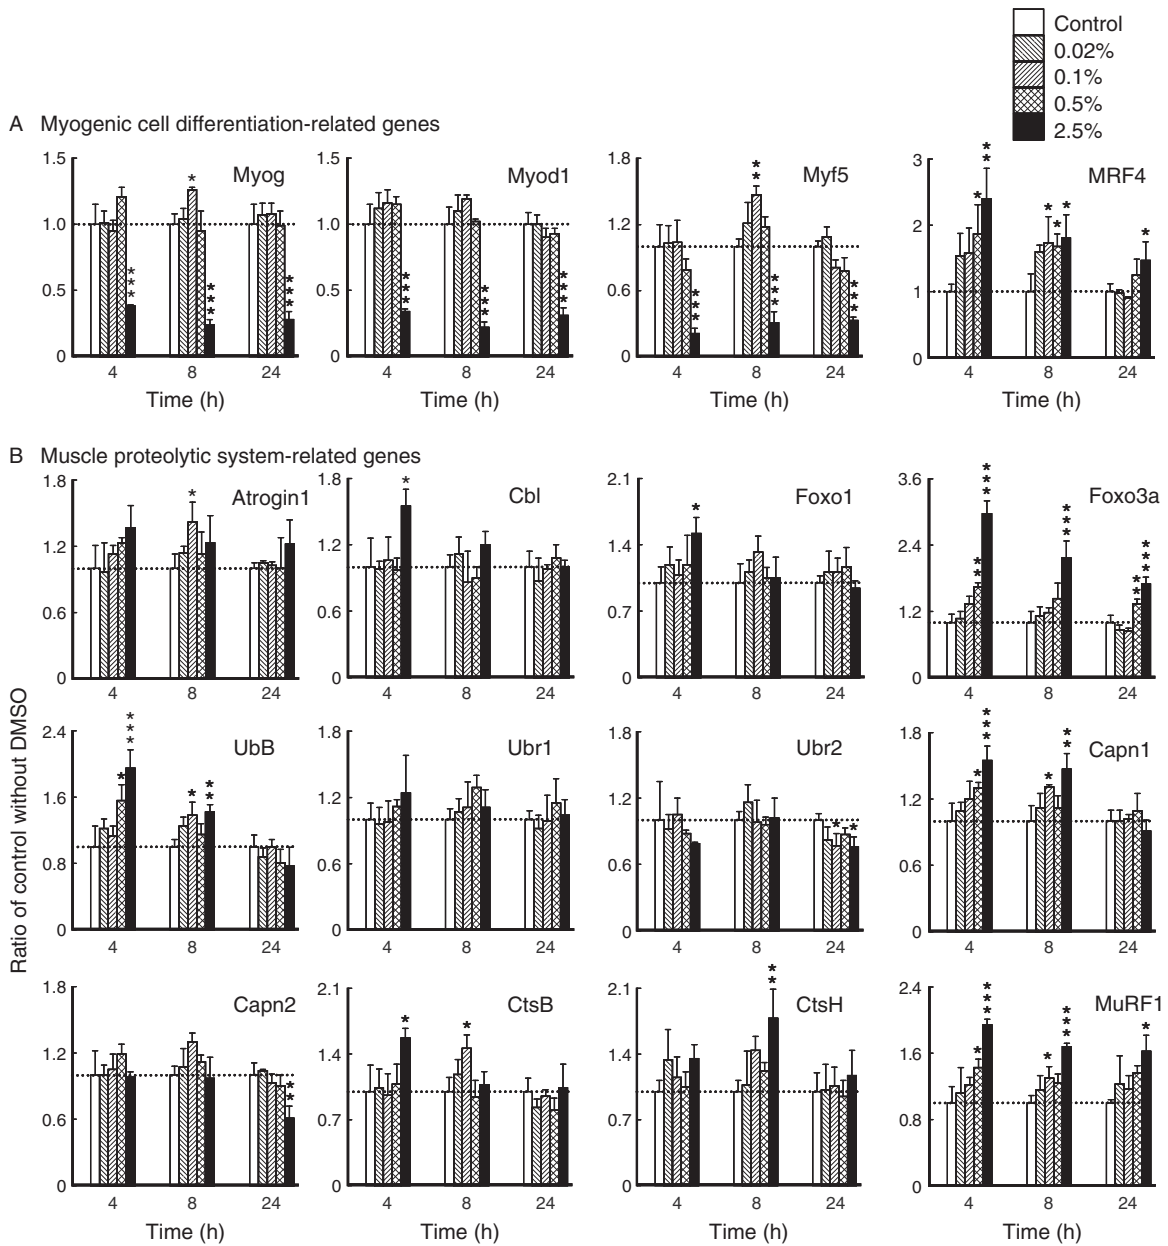 Control
0.02%
0.1%
0.5%
2.5%
A Myogenic cell differentiation-related genes
1.5
1.0
0.5
0
Myog
*
***
***
***
4 8 24
Time (h)
1.5
1.0
0.5
0
Myod1
***
***
***
4 8 24
Time (h)
1.8
1.2
0.6
0
Myf5
***
**
***
***
4 8 24
Time (h)
3
2
1
0
MRF4
*
**
*
*
*
*
4 8 24
Time (h)
B Muscle proteolytic system-related genes
Ratio of control without DMSO
1.8
1.2
0.6
0
Atrogin1
*
4 8 24
1.8
1.2
0.6
0
Cbl
*
4 8 24
2.1
1.4
0.7
0
Foxo1
*
4 8 24
3.6
2.4
1.2
0
Foxo3a
**
***
***
**
***
4 8 24
2.4
1.6
0.8
0
UbB
*
***
*
**
4 8 24
1.8
1.2
0.6
0
Ubr1
4 8 24
1.8
1.2
0.6
0
Ubr2
*
*
4 8 24
1.8
1.2
0.6
0
Capn1
*
***
*
**
4 8 24
1.8
1.2
0.6
0
Capn2
**
4 8 24
Time (h)
2.1
1.4
0.7
0
CtsB
*
*
4 8 24
Time (h)
2.1
1.4
0.7
0
CtsH
**
4 8 24
Time (h)
2.4
1.6
0.8
0
MuRF1
*
***
*
***
*
4 8 24
Time (h)